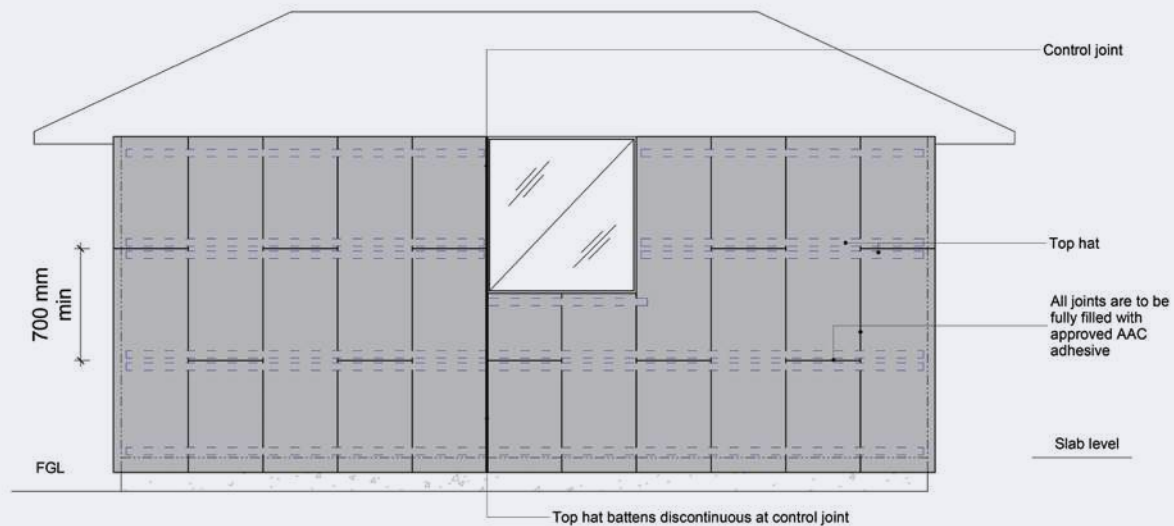 Control joint
Top hat
700 mm
min
All joints are to be
fully filled with
approved AAC
adhesive
Slab level
FGL
Top hat battens discontinuous at control joint